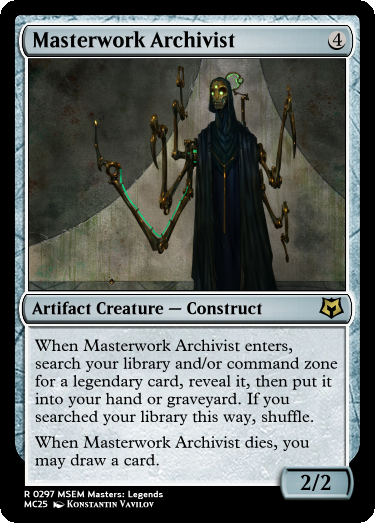 Masterwork Archivist 4
Artifact Creature — Construct
When Masterwork Archivist enters,
search your library and/or command zone
for a legendary card, reveal it, then put it
into your hand or graveyard. If you
searched your library this way, shuffle.
When Masterwork Archivist dies, you
may draw a card.
2/2
R 0297 MSEM Masters: Legends
MC25 Konstantin Vavilov